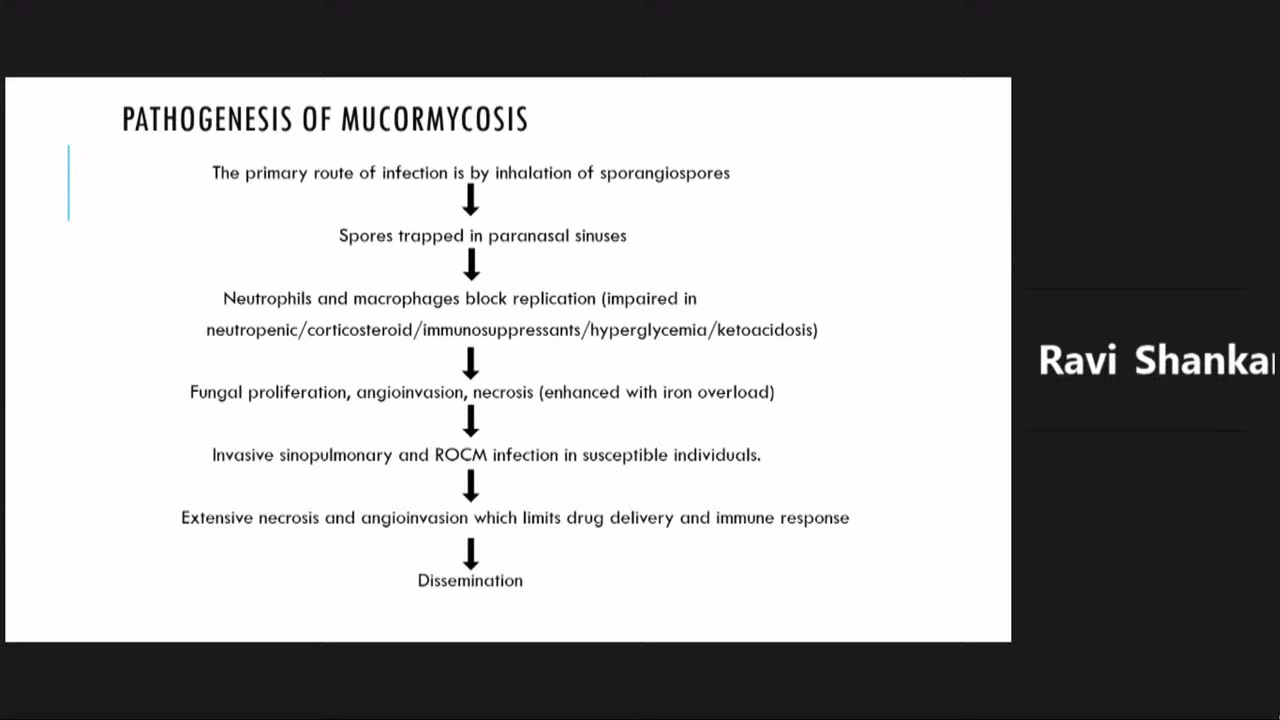 PATHOGENESIS OF MUCORMYCOSIS
The primary route of infection is by inhalation of sporangiospores
Spores trapped in paranasal sinuses
Neutrophils and macrophages block replication (impaired in
neutropenic/corticosteroid/immunosuppressants/hyperglycemia/ketoacidosis)
Fungal proliferation, angioinvasion, necrosis (enhanced with iron overload)
Invasive sinopulmonary and ROCM infection in susceptible individuals.
Extensive necrosis and angioinvasion which limits drug delivery and immune response
Dissemination
Ravi Shankar